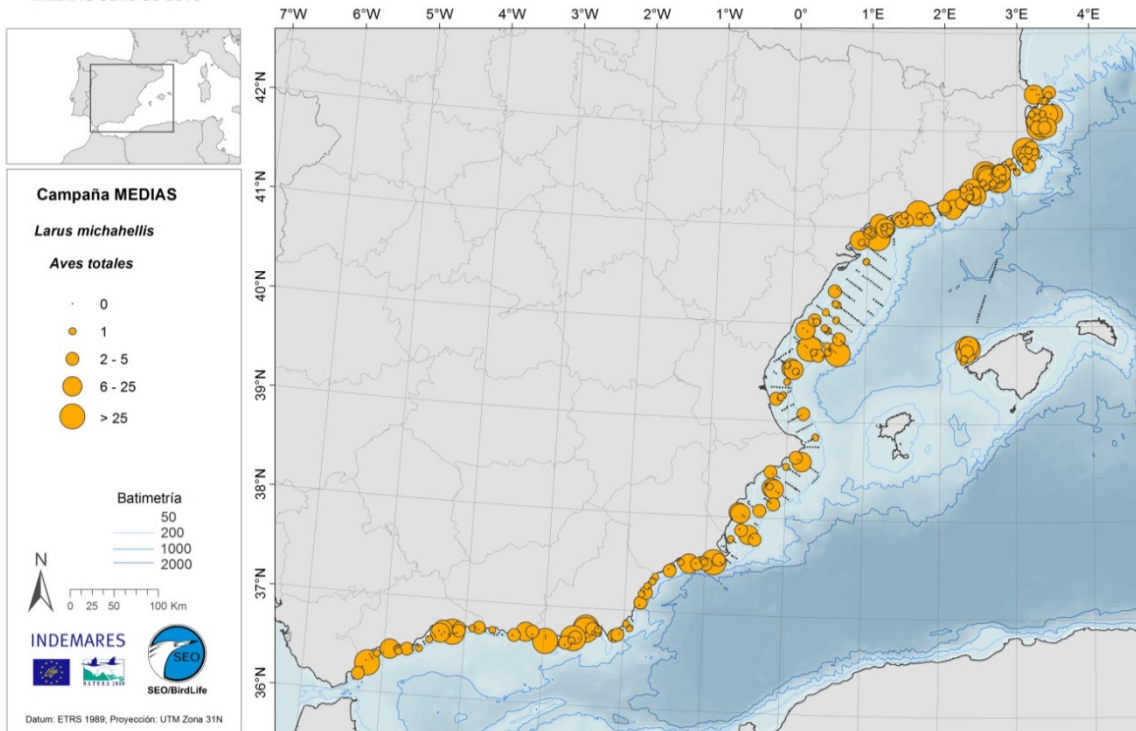 7°W 6°W 5°W 4°W 3°W 2°W 1°W 0° 1°E 2°E 3°E 4°E
42°N
41°N
40°N
39°N
38°N
37°N
36°N
Campaña MEDIAS
Larus michahellis
Aves totales
0
1
2 - 5
6 - 25
> 25
Batimetría
50
200
1000
2000
N
0 25 50 100 Km
INDEMARES
NATURA 2000
SEO
SEO/BirdLife
Datum: ETRS 1989; Proyección: UTM Zona 31N